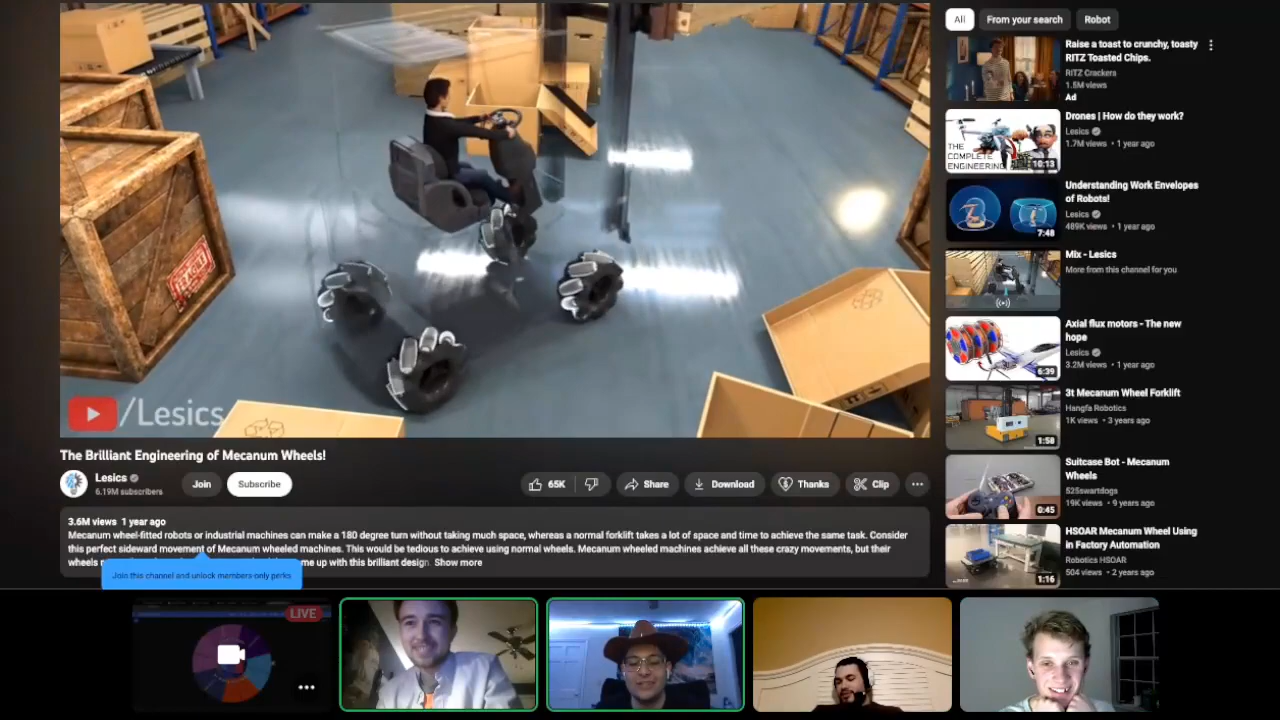 /Lesics
The Brilliant Engineering of Mecanum Wheels!
Lesics
6.19M subscribers
Join
Subscribe
65K
Share
Download
Thanks
Clip
3.6M views 1 year ago
Mecanum wheel-fitted robots or industrial machines can make a 180 degree turn without taking much space, whereas a normal forklift takes a lot of space and time to achieve the same task. Consider
this perfect sideward movement of Mecanum wheeled machines. This would be tedious to achieve using normal wheels. Mecanum wheeled machines achieve all these crazy movements, but their
wheels
me up with this brilliant design. Show more
Join this channel and unlock members-only perks
All
From your search
Robot
Raise a toast to crunchy, toasty
RITZ Toasted Chips.
RITZ Crackers
1.5M views
Ad
THE
COMPLETE
ENGINEERING
10:13
Drones | How do they work?
Lesics
1.7M views • 1 year ago
7:48
Understanding Work Envelopes
of Robots!
Lesics
489K views • 1 year ago
Mix - Lesics
More from this channel for you
6:39
Axial flux motors - The new
hope
Lesics
3.2M views • 1 year ago
1:58
3t Mecanum Wheel Forklift
Hangfa Robotics
1K views • 3 years ago
0:45
Suitcase Bot - Mecanum
Wheels
525swartdogs
19K views • 9 years ago
1:16
HSOAR Mecanum Wheel Using
in Factory Automation
Robotics HSOAR
504 views • 2 years ago
LIVE